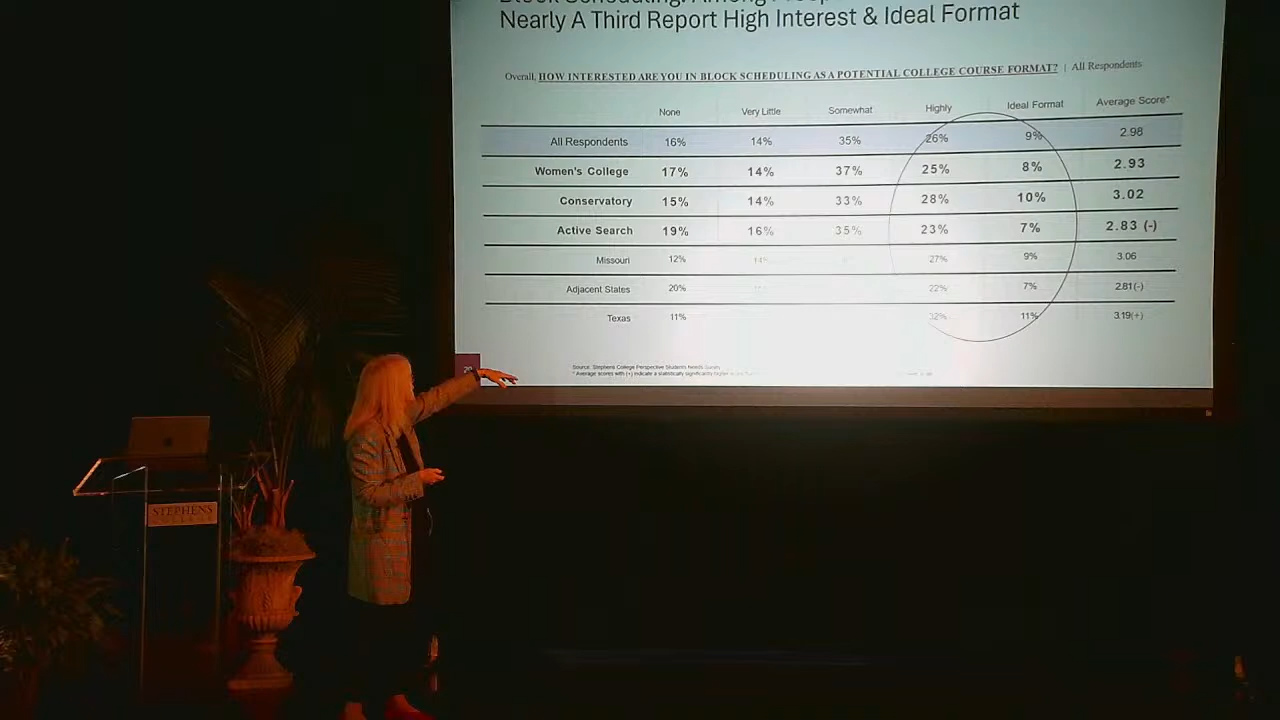 Block Scheduling: Among
Nearly A Third Report High Interest & Ideal Format
Overall, HOW INTERESTED ARE YOU IN BLOCK SCHEDULING AS A POTENTIAL COLLEGE COURSE FORMAT? | All Respondents
None Very Little Somewhat Highly Ideal Format Average Score*
All Respondents 16% 14% 35% 26% 9% 2.98
Women's College 17% 14% 37% 25% 8% 2.93
Conservatory 15% 14% 33% 28% 10% 3.02
Active Search 19% 16% 35% 23% 7% 2.83 (-)
Missouri 12% 14% 27% 9% 3.06
Adjacent States 20% 22% 7% 2.81(-)
Texas 11% 32% 11% 3.19(+)
20
Source: Stephens College Perspective Students Needs Survey
* Average scores with (+) indicate a statistically significantly higher
STEPHENS
COLLEGE